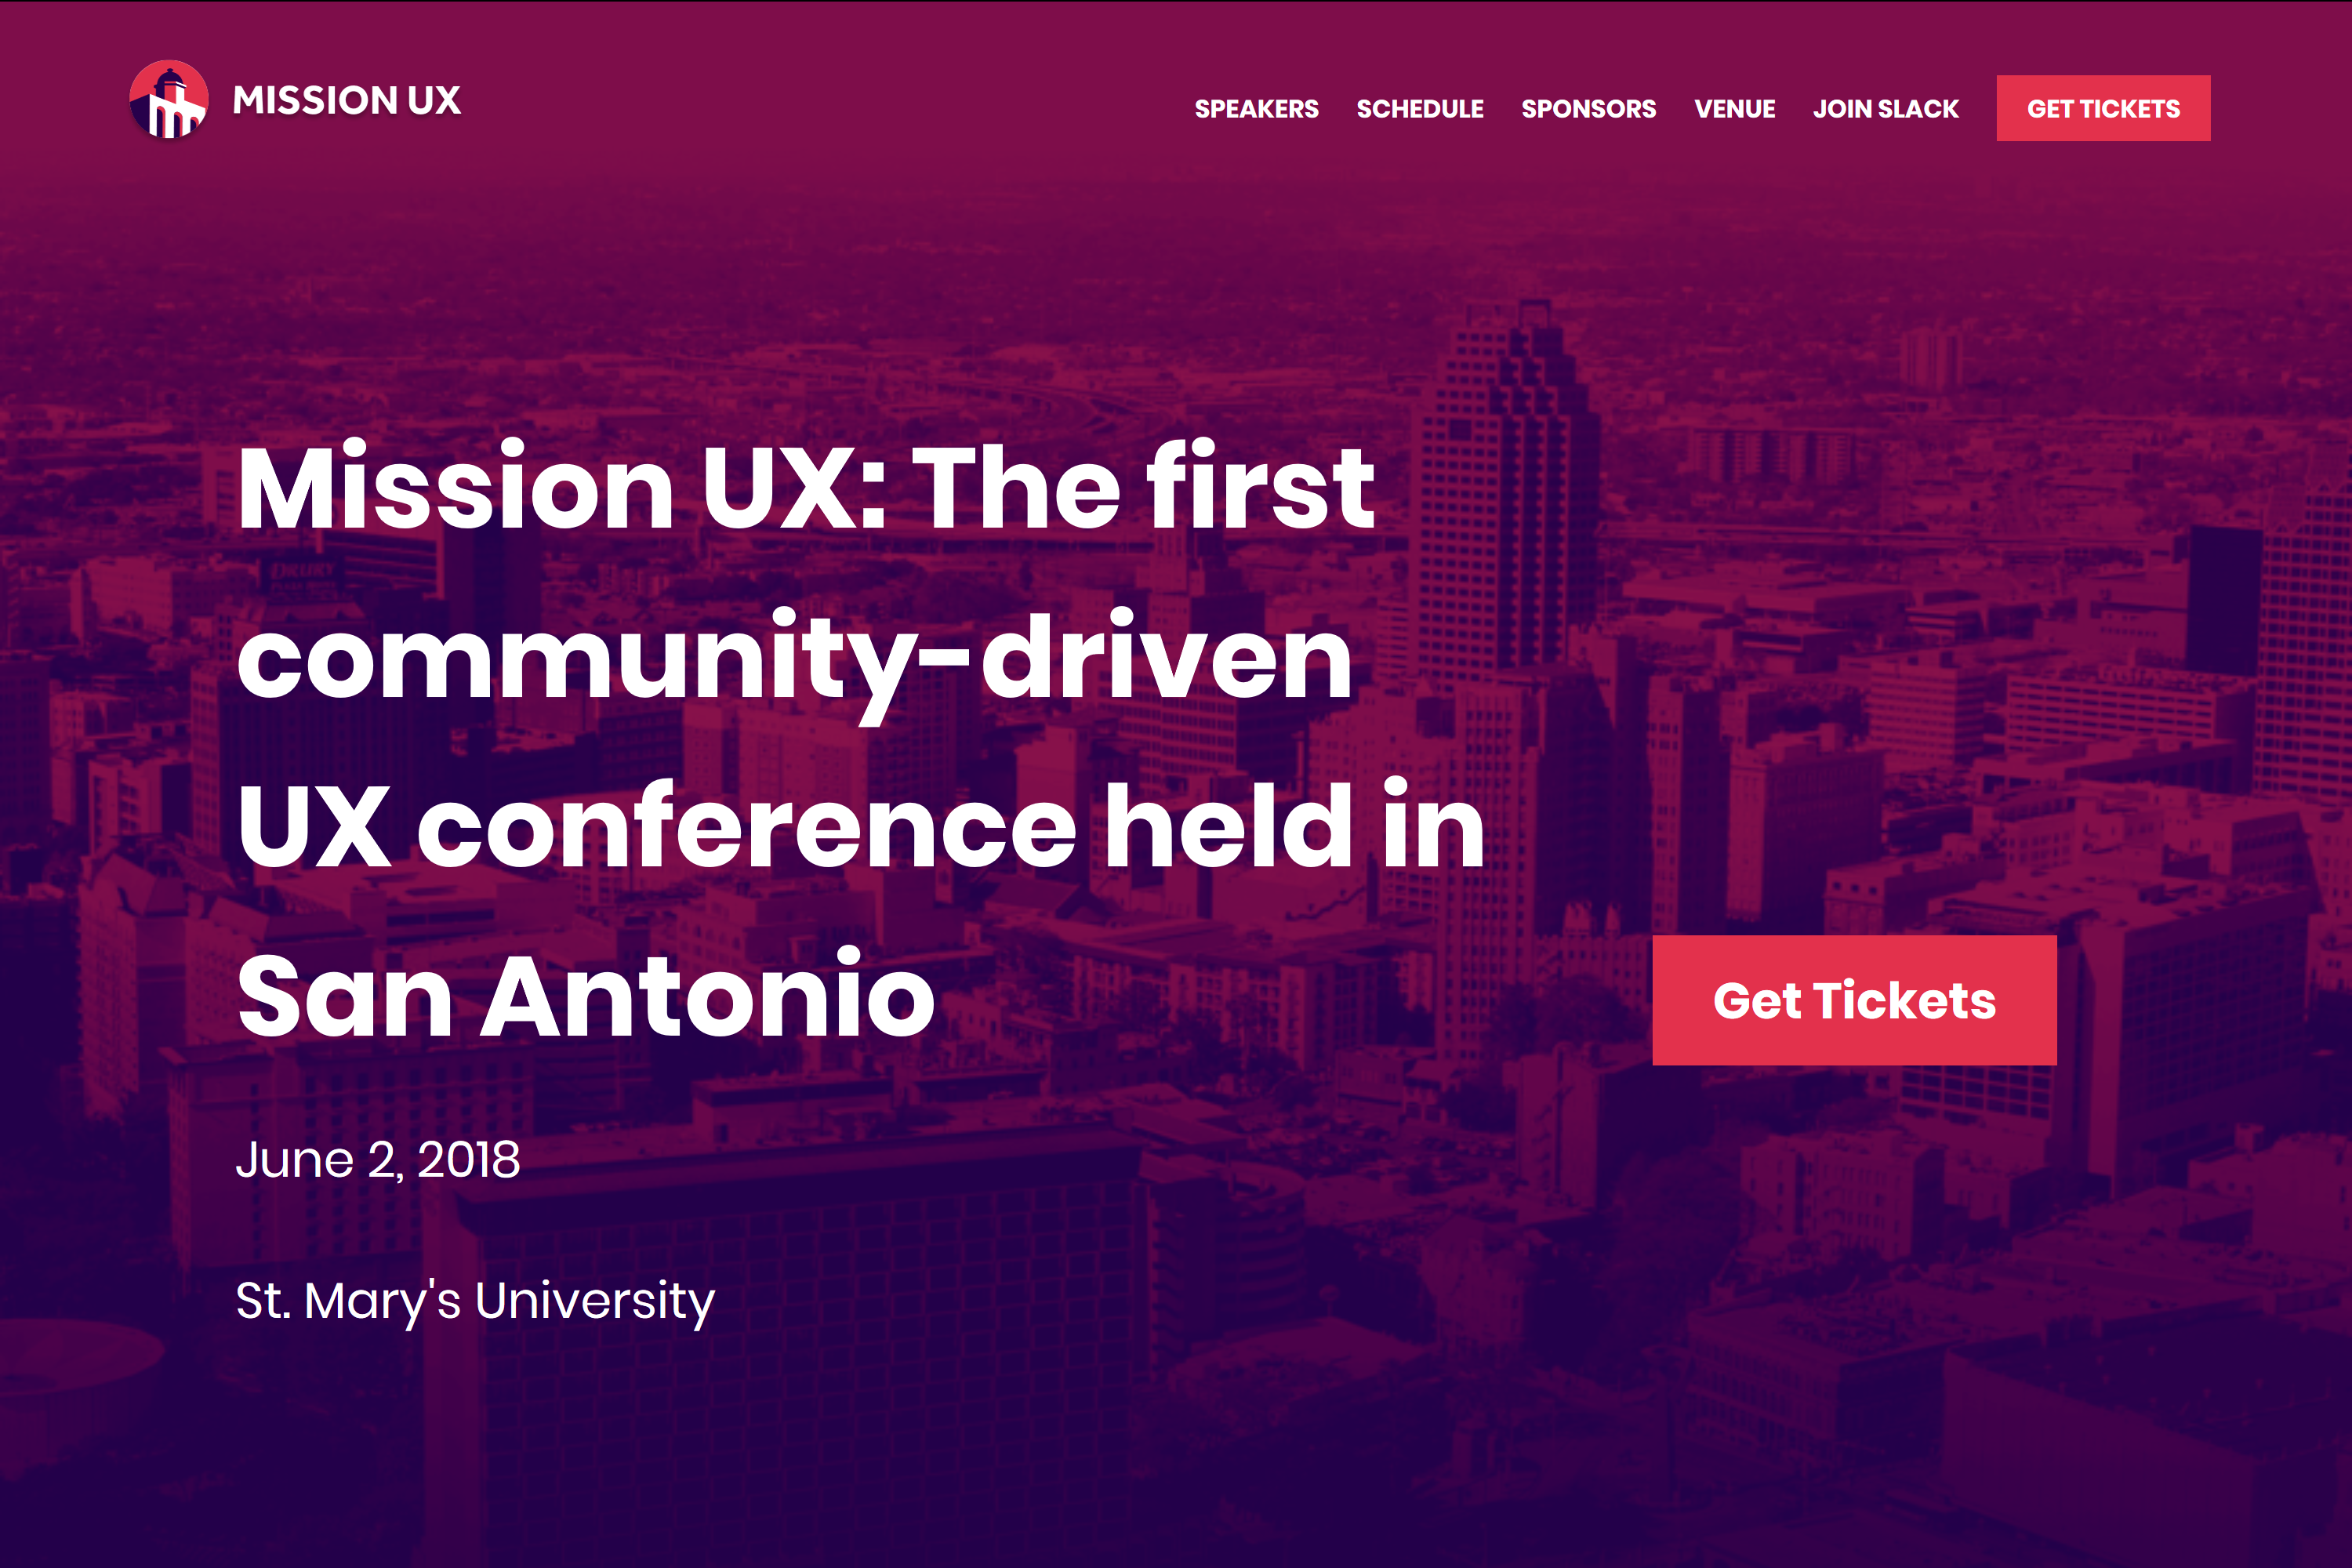 MISSION UX
SPEAKERS SCHEDULE SPONSORS VENUE JOIN SLACK GET TICKETS
Mission UX: The first
community-driven
UX conference held in
San Antonio
Get Tickets
June 2, 2018
St. Mary's University
DRURY